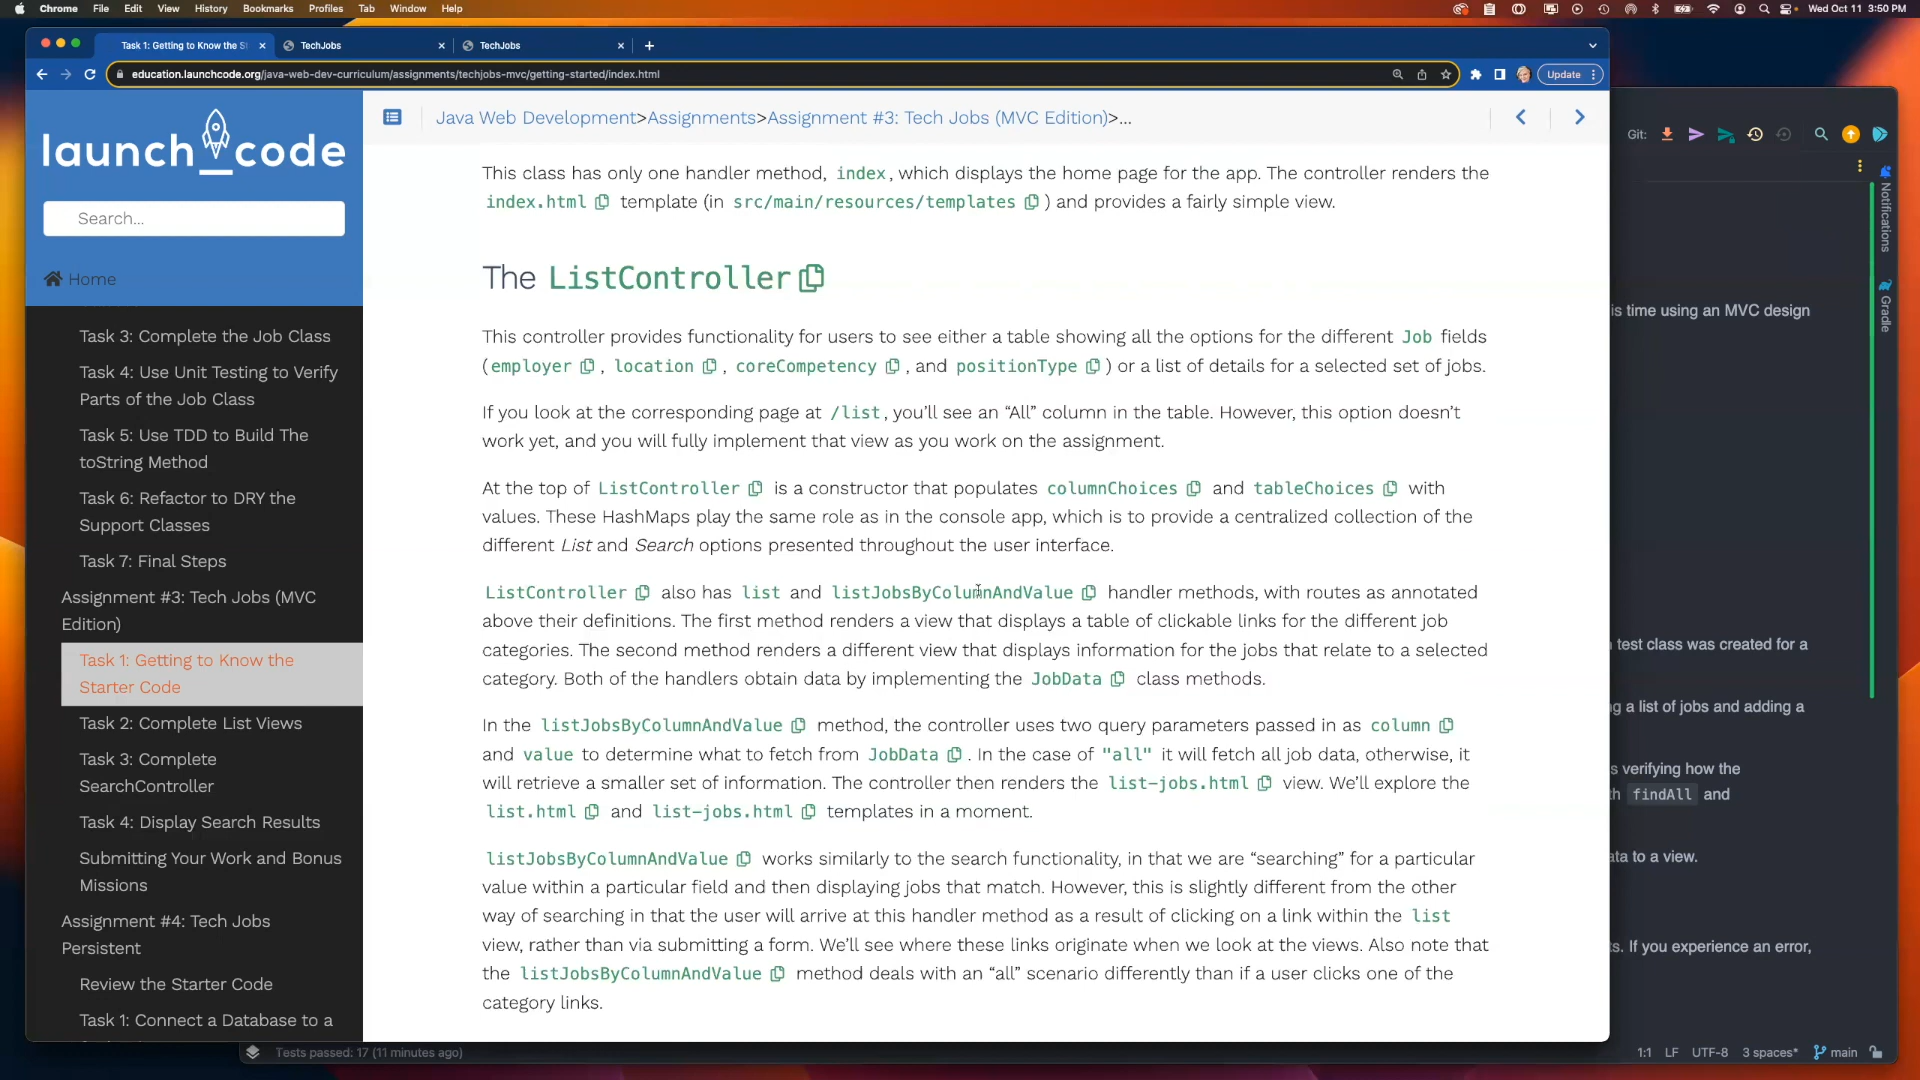 Chrome File Edit View History Bookmarks Profiles Tab Window Help
Wed Oct 11 3:50 PM
Task 1: Getting to Know the St
TechJobs
TechJobs
education.launchcode.org/java-web-dev-curriculum/assignments/techjobs-mvc/getting-started/index.html
Update
launch_code
Search...
Home
Task 3: Complete the Job Class
Task 4: Use Unit Testing to Verify
Parts of the Job Class
Task 5: Use TDD to Build The
toString Method
Task 6: Refactor to DRY the
Support Classes
Task 7: Final Steps
Assignment #3: Tech Jobs (MVC
Edition)
Task 1: Getting to Know the
Starter Code
Task 2: Complete List Views
Task 3: Complete
SearchController
Task 4: Display Search Results
Submitting Your Work and Bonus
Missions
Assignment #4: Tech Jobs
Persistent
Review the Starter Code
Task 1: Connect a Database to a
Java Web Development>Assignments>Assignment #3: Tech Jobs (MVC Edition)>...
This class has only one handler method, index, which displays the home page for the app. The controller renders the
index.html template (in src/main/resources/templates) and provides a fairly simple view.
The ListController
This controller provides functionality for users to see either a table showing all the options for the different Job fields
(employer, location, coreCompetency, and positionType) or a list of details for a selected set of jobs.
If you look at the corresponding page at /list, you’ll see an “All” column in the table. However, this option doesn’t
work yet, and you will fully implement that view as you work on the assignment.
At the top of ListController is a constructor that populates columnChoices and tableChoices with
values. These HashMaps play the same role as in the console app, which is to provide a centralized collection of the
different List and Search options presented throughout the user interface.
ListController also has list and listJobsByColumnAndValue handler methods, with routes as annotated
above their definitions. The first method renders a view that displays a table of clickable links for the different job
categories. The second method renders a different view that displays information for the jobs that relate to a selected
category. Both of the handlers obtain data by implementing the JobData class methods.
In the listJobsByColumnAndValue method, the controller uses two query parameters passed in as column
and value to determine what to fetch from JobData. In the case of "all" it will fetch all job data, otherwise, it
will retrieve a smaller set of information. The controller then renders the list-jobs.html view. We’ll explore the
list.html and list-jobs.html templates in a moment.
listJobsByColumnAndValue works similarly to the search functionality, in that we are “searching” for a particular
value within a particular field and then displaying jobs that match. However, this is slightly different from the other
way of searching in that the user will arrive at this handler method as a result of clicking on a link within the list
view, rather than via submitting a form. We’ll see where these links originate when we look at the views. Also note that
the listJobsByColumnAndValue method deals with an “all” scenario differently than if a user clicks one of the
category links.
Git:
Notifications
Gradle
is time using an MVC design
test class was created for a
g a list of jobs and adding a
s verifying how the
th findAll and
ata to a view.
s. If you experience an error,
Tests passed: 17 (11 minutes ago)
1:1 LF UTF-8 3 spaces* main